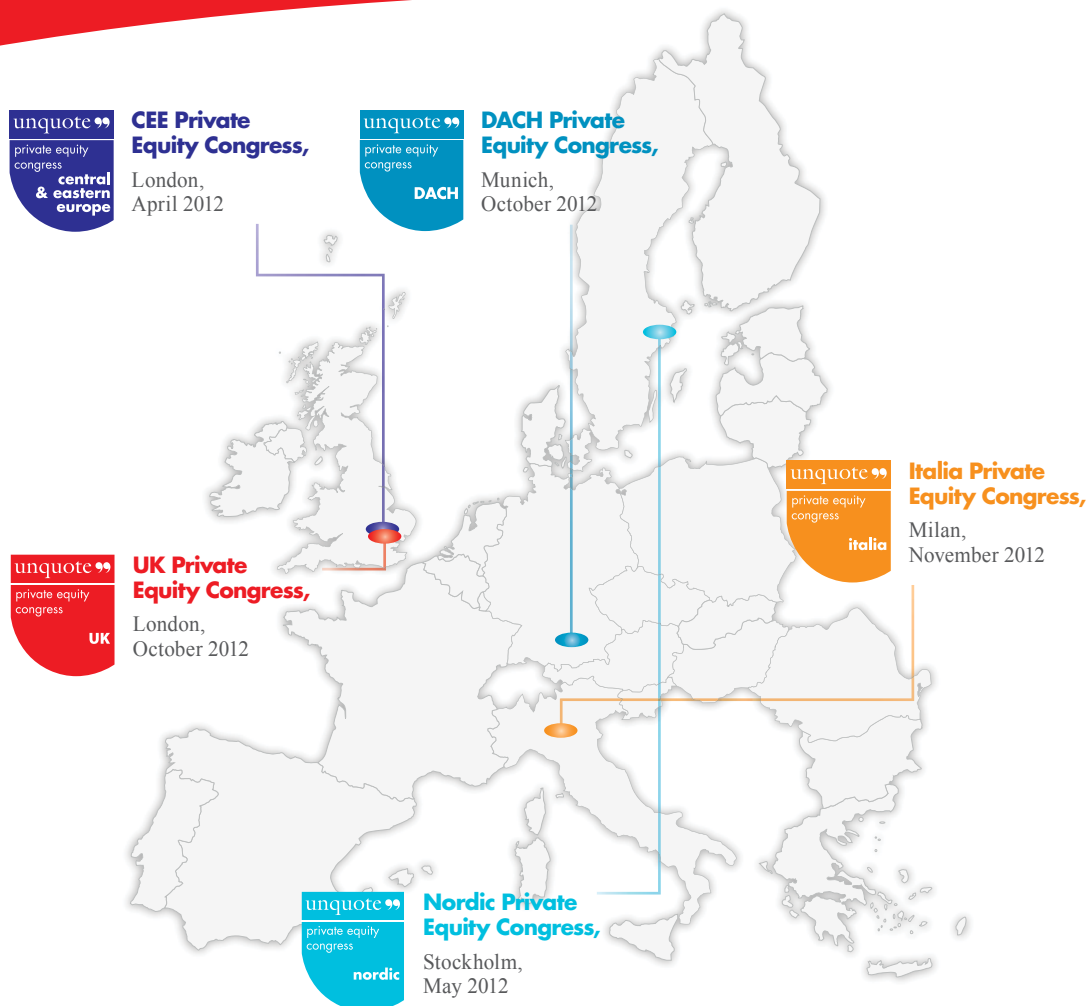 unquote ❞
private equity
congress
central
& eastern
europe
CEE Private
Equity Congress,
London,
April 2012
unquote ❞
private equity
congress
DACH
DACH Private
Equity Congress,
Munich,
October 2012
unquote ❞
private equity
congress
italia
Italia Private
Equity Congress,
Milan,
November 2012
unquote ❞
private equity
congress
UK
UK Private
Equity Congress,
London,
October 2012
unquote ❞
private equity
congress
nordic
Nordic Private
Equity Congress,
Stockholm,
May 2012